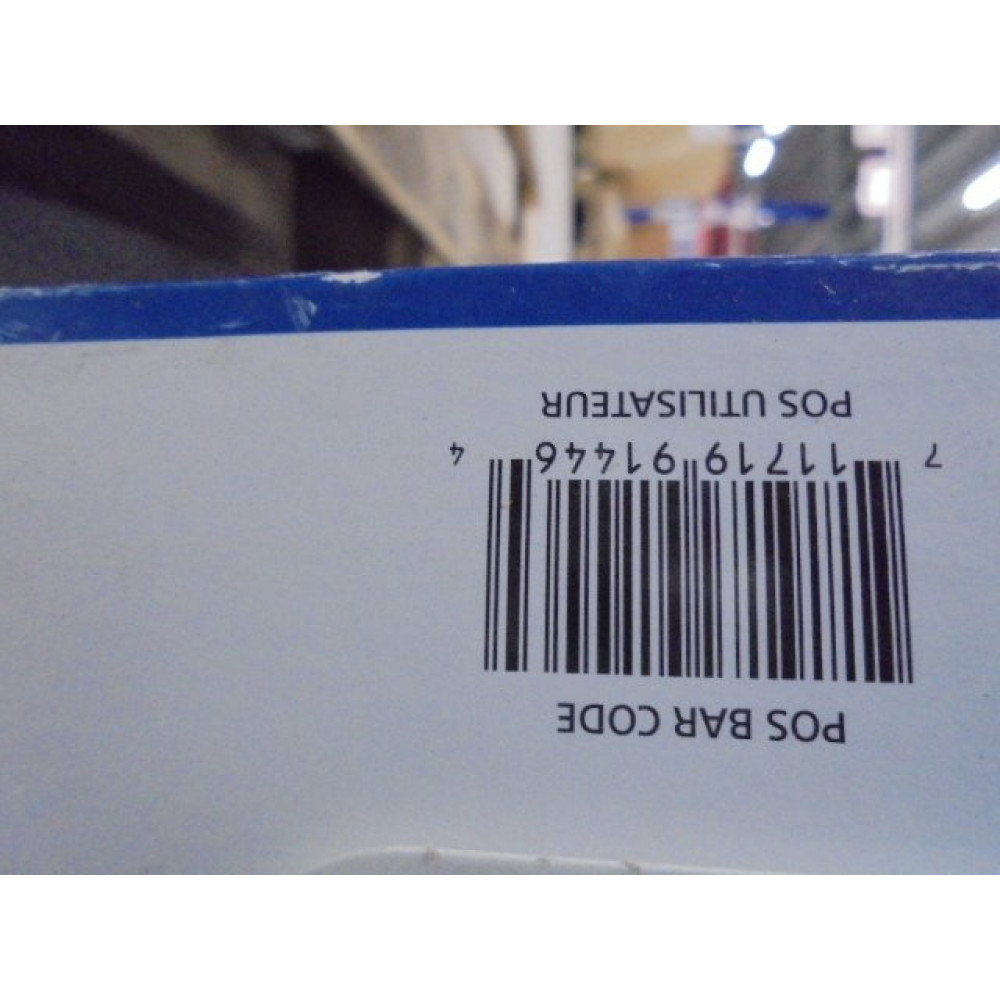 POS BAR CODE
7 11719 91446 4
POS UTILISATEUR